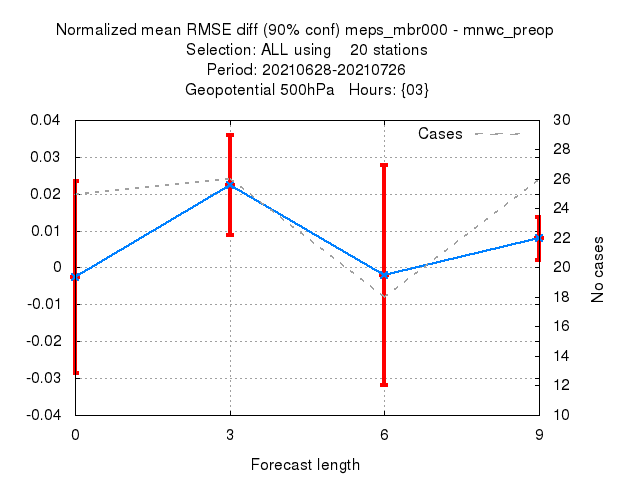 Normalized mean RMSE diff (90% conf) meps_mbr000 - mnwc_preop
Selection: ALL using 20 stations
Period: 20210628-20210726
Geopotential 500hPa Hours: {03}
Cases
0.04
0.03
0.02
0.01
0
-0.01
-0.02
-0.03
-0.04
30
28
26
24
22
20
18
16
14
12
10
No cases
0 3 6 9
Forecast length